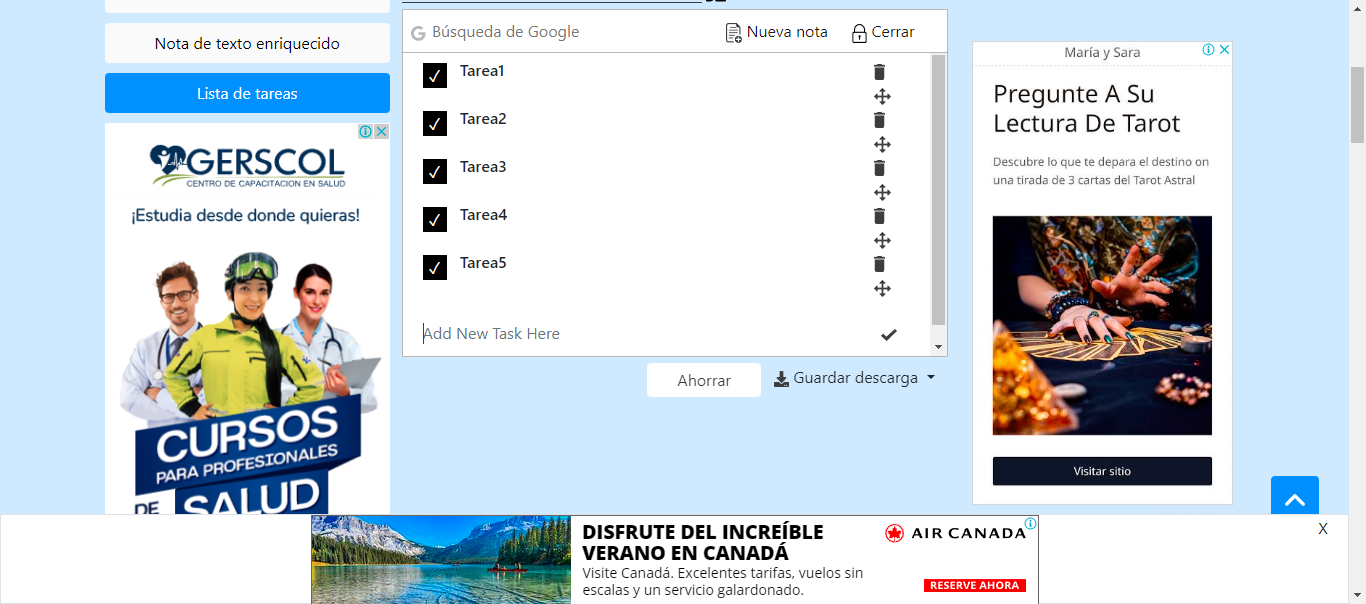 Nota de texto enriquecido
Lista de tareas
GERSCOL
CENTRO DE CAPACITACION EN SALUD
¡Estudia desde donde quieras!
CURSOS
PARA PROFESIONALES
DE SALUD
Búsqueda de Google
Nueva nota
Cerrar
Tarea1
Tarea2
Tarea3
Tarea4
Tarea5
Add New Task Here
Ahorrar
Guardar descarga
María y Sara
Pregunte A Su
Lectura De Tarot
Descubre lo que te depara el destino on
una tirada de 3 cartas del Tarot Astral
Visitar sitio
DISFRUTE DEL INCREÍBLE
VERANO EN CANADÁ
Visite Canadá. Excelentes tarifas, vuelos sin
escalas y un servicio galardonado.
AIR CANADA
RESERVE AHORA
X